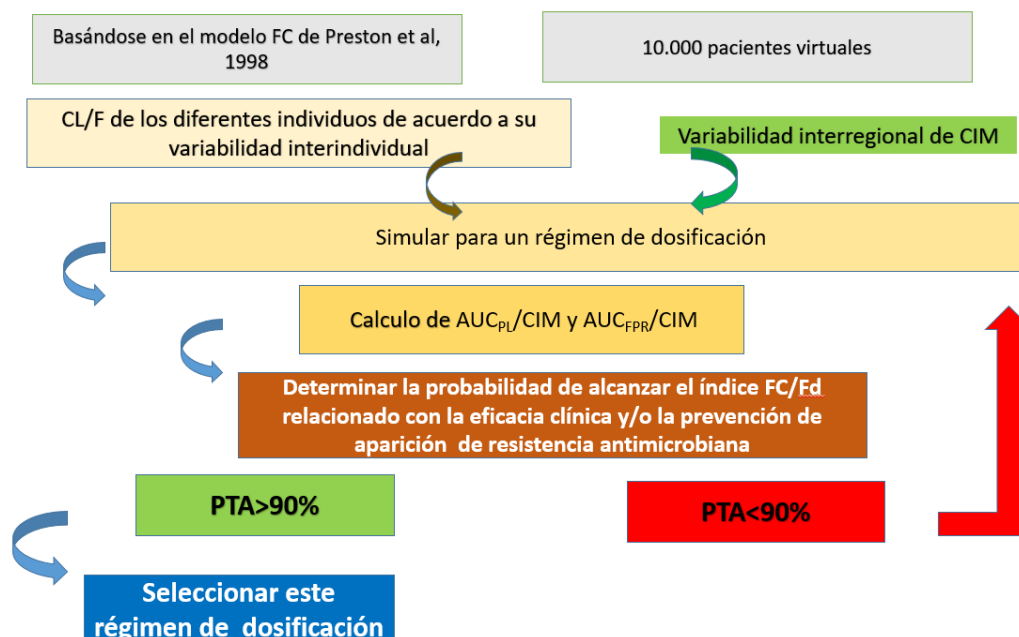 Basándose en el modelo FC de Preston et al,
1998
10.000 pacientes virtuales
CL/F de los diferentes individuos de acuerdo a su
variabilidad interindividual
Variabilidad interregional de CIM
Simular para un régimen de dosificación
Calculo de AUCPL/CIM y AUCFPR/CIM
Determinar la probabilidad de alcanzar el índice FC/Fd
relacionado con la eficacia clínica y/o la prevención de
aparición de resistencia antimicrobiana
PTA>90%
PTA<90%
Seleccionar este
régimen de dosificación